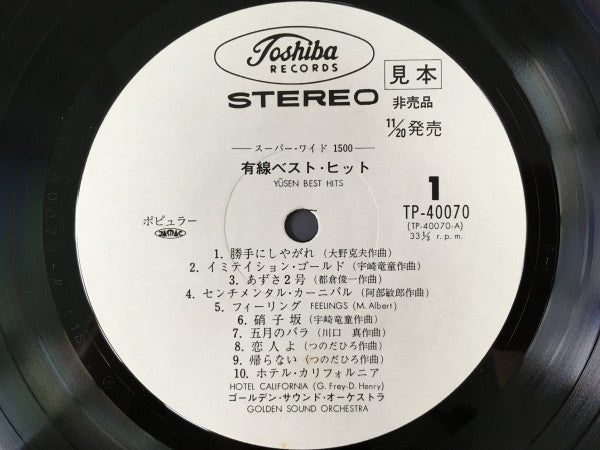 Toshiba
RECORDS
STEREO
見本
非売品
11/20発売
スーパー・ワイド 1500
有線ベスト・ヒット
YŪSEN BEST HITS
1
TP-40070
(TP-40070-A)
33⅓ r.p.m.
ポピュラー
JASRAC
1. 勝手にしやがれ (大野克夫作曲)
2. イミテイション・ゴールド (宇崎竜童作曲)
3. あずさ2号 (都倉俊一作曲)
4. センチメンタル・カーニバル (阿部敏郎作曲)
5. フィーリング FEELINGS (M. Albert)
6. 硝子坂 (宇崎竜童作曲)
7. 五月のバラ (川口 真作曲)
8. 恋人よ (つのだひろ作曲)
9. 帰らない (つのだひろ作曲)
10. ホテル・カリフォルニア
HOTEL CALIFORNIA (G. Frey-D. Henry)
ゴールデン・サウンド・オーケストラ
GOLDEN SOUND ORCHESTRA